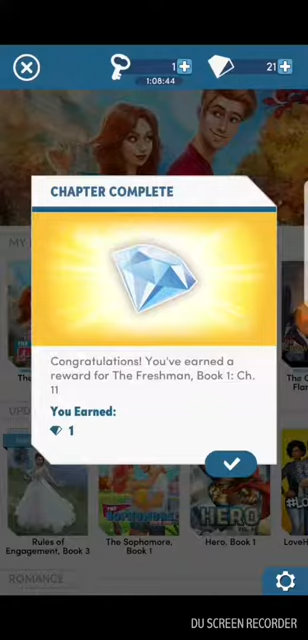 1
21
1:08:44
CHAPTER COMPLETE
Congratulations! You've earned a
reward for The Freshman, Book 1: Ch.
11
You Earned:
1
Rules of
Engagement, Book 3
The Sophomore,
Book 1
Hero, Book 1
LoveH
ROMANCE
DU SCREEN RECORDER